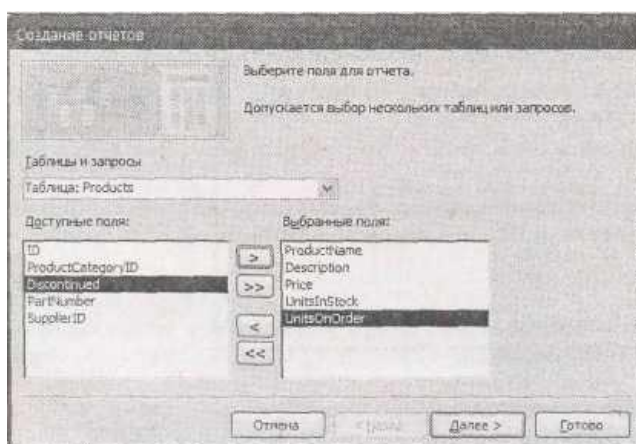 Создание отчетов
Выберите поля для отчета.
Допускается выбор нескольких таблиц или запросов.
Таблицы и запросы
Таблица: Products
Доступные поля:
Выбранные поля:
ID
ProductCategoryID
Discontinued
PartNumber
SupplierID
>
>>
<
<<
ProductName
Description
Price
UnitsInStock
UnitsOnOrder
Отмена
Далее >
Готово